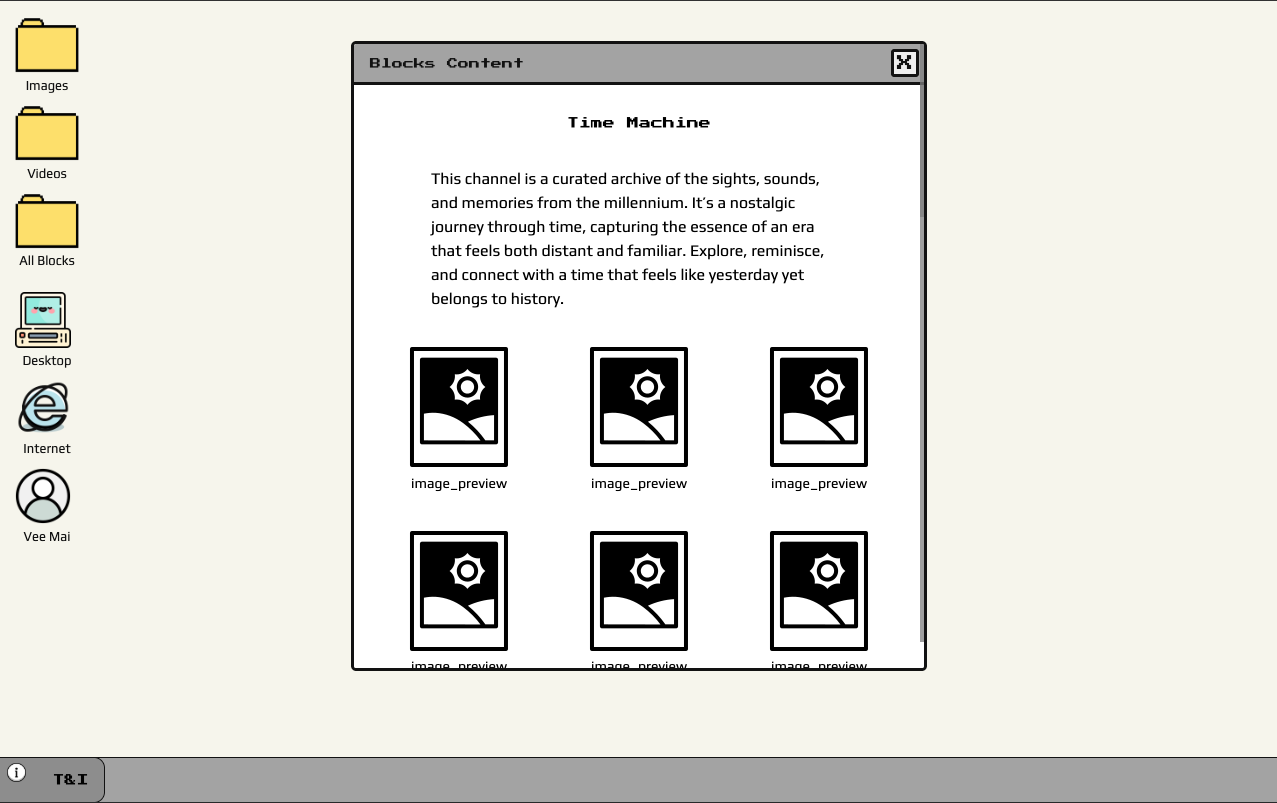 Images
Videos
All Blocks
Desktop
Internet
Vee Mai
Blocks Content
X
Time Machine
This channel is a curated archive of the sights, sounds,
and memories from the millennium. It's a nostalgic
journey through time, capturing the essence of an era
that feels both distant and familiar. Explore, reminisce,
and connect with a time that feels like yesterday yet
belongs to history.
image_preview image_preview image_preview
image_preview image_preview image_preview
i T&I